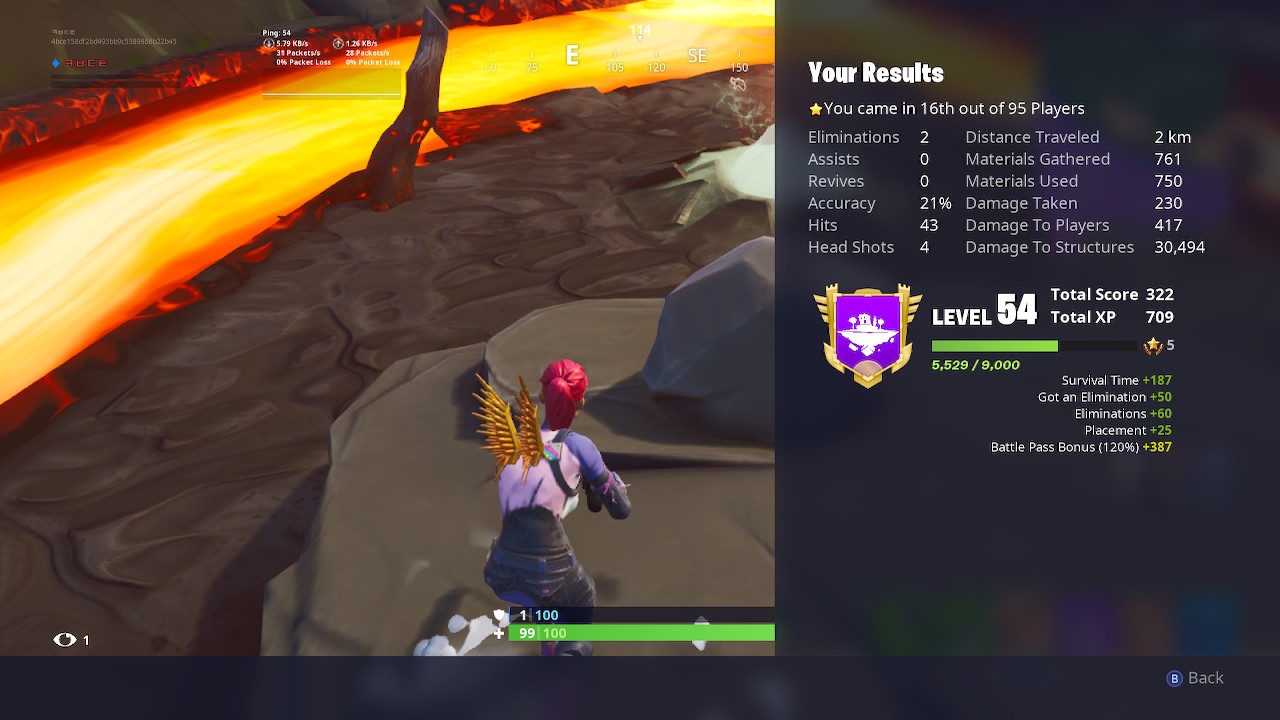 4bce158df2bd493bb9c5389866b22b45
Ping: 54
5.79 KB/s 1.26 KB/s
31 Packets/s 28 Packets/s
0% Packet Loss 0% Packet Loss
114
E 60 75 E 105 120 SE 150
Your Results
You came in 16th out of 95 Players
Eliminations 2 Distance Traveled 2 km
Assists 0 Materials Gathered 761
Revives 0 Materials Used 750
Accuracy 21% Damage Taken 230
Hits 43 Damage To Players 417
Head Shots 4 Damage To Structures 30,494
LEVEL 54
Total Score 322
Total XP 709
5
5,529 / 9,000
Survival Time +187
Got an Elimination +50
Eliminations +60
Placement +25
Battle Pass Bonus (120%) +387
1 100
99 100
1
B Back